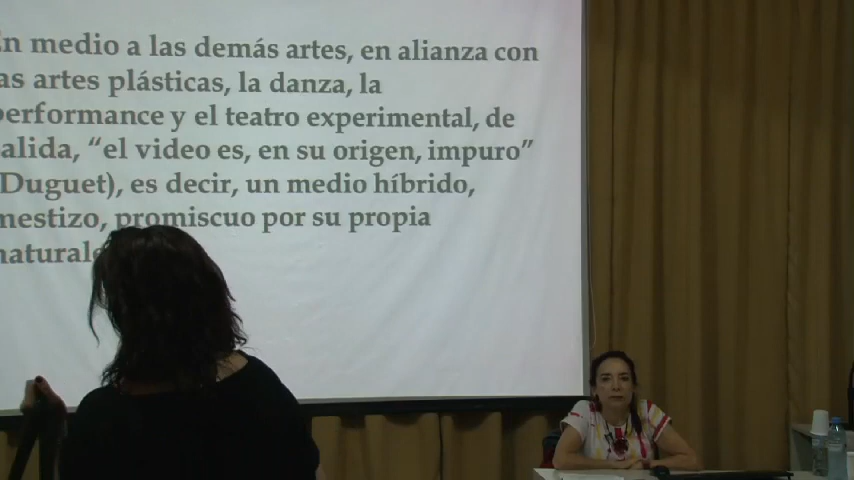 n medio a las demás artes, en alianza con
as artes plásticas, la danza, la
performance y el teatro experimental, de
alida, “el video es, en su origen, impuro”
Duguet), es decir, un medio híbrido,
mestizo, promiscuo por su propia
natural